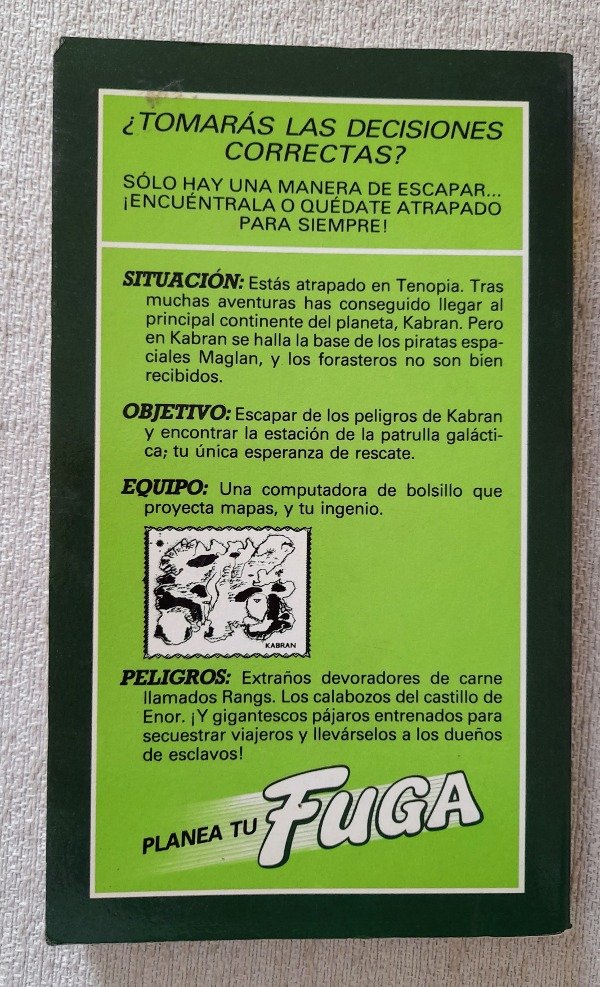 ¿TOMARÁS LAS DECISIONES
CORRECTAS?
SÓLO HAY UNA MANERA DE ESCAPAR...
¡ENCUÉNTRALA O QUÉDATE ATRAPADO
PARA SIEMPRE!
SITUACIÓN: Estás atrapado en Tenopia. Tras
muchas aventuras has conseguido llegar al
principal continente del planeta, Kabran. Pero
en Kabran se halla la base de los piratas espa-
ciales Maglan, y los forasteros no son bien
recibidos.
OBJETIVO: Escapar de los peligros de Kabran
y encontrar la estación de la patrulla galácti-
ca; tu única esperanza de rescate.
EQUIPO: Una computadora de bolsillo que
proyecta mapas, y tu ingenio.
KABRAN
PELIGROS: Extraños devoradores de carne
llamados Rangs. Los calabozos del castillo de
Enor. ¡Y gigantescos pájaros entrenados para
secuestrar viajeros y llevárselos a los dueños
de esclavos!
PLANEA TU FUGA